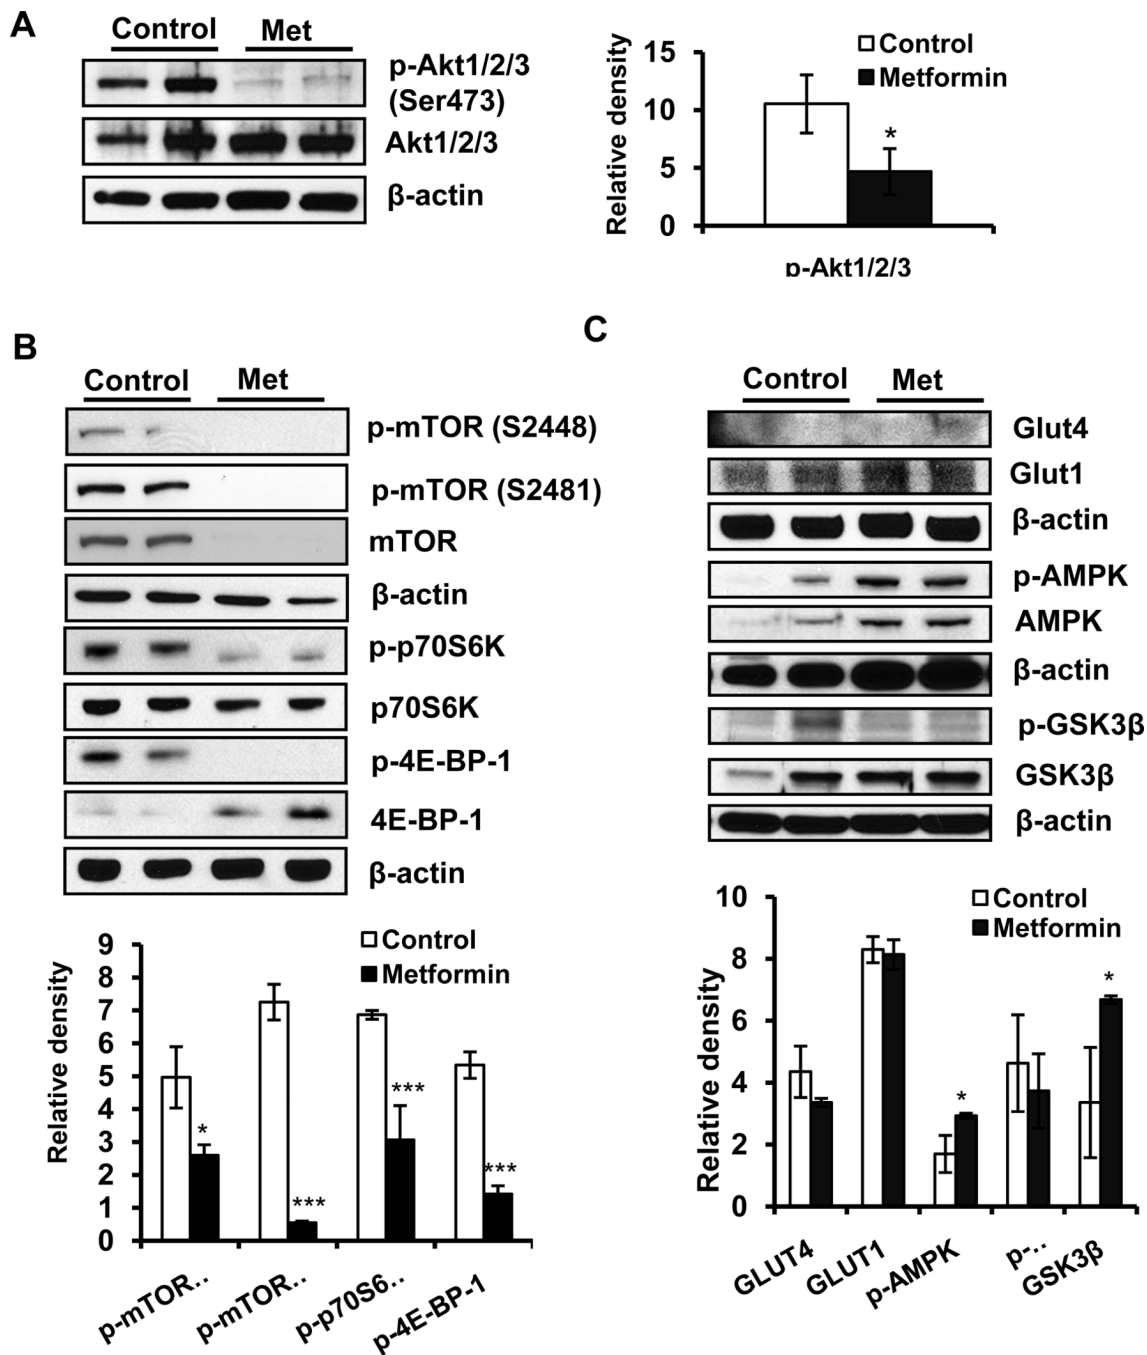 A
Control
Met
p-Akt1/2/3
(Ser473)
Akt1/2/3
β-actin
15
10
5
0
Relative density
Control
Metformin
*
p-Akt1/2/3
B
Control
Met
p-mTOR (S2448)
p-mTOR (S2481)
mTOR
β-actin
p-p70S6K
p70S6K
p-4E-BP-1
4E-BP-1
β-actin
9
8
7
6
5
4
3
2
1
0
Relative density
Control
Metformin
*
***
***
***
p-mTOR..
p-mTOR..
p-p70S6..
p-4E-BP-1
C
Control
Met
Glut4
Glut1
β-actin
p-AMPK
AMPK
β-actin
p-GSK3β
GSK3β
β-actin
10
8
6
4
2
0
Relative density
Control
Metformin
*
*
GLUT4
GLUT1
p-AMPK
p-..
GSK3β